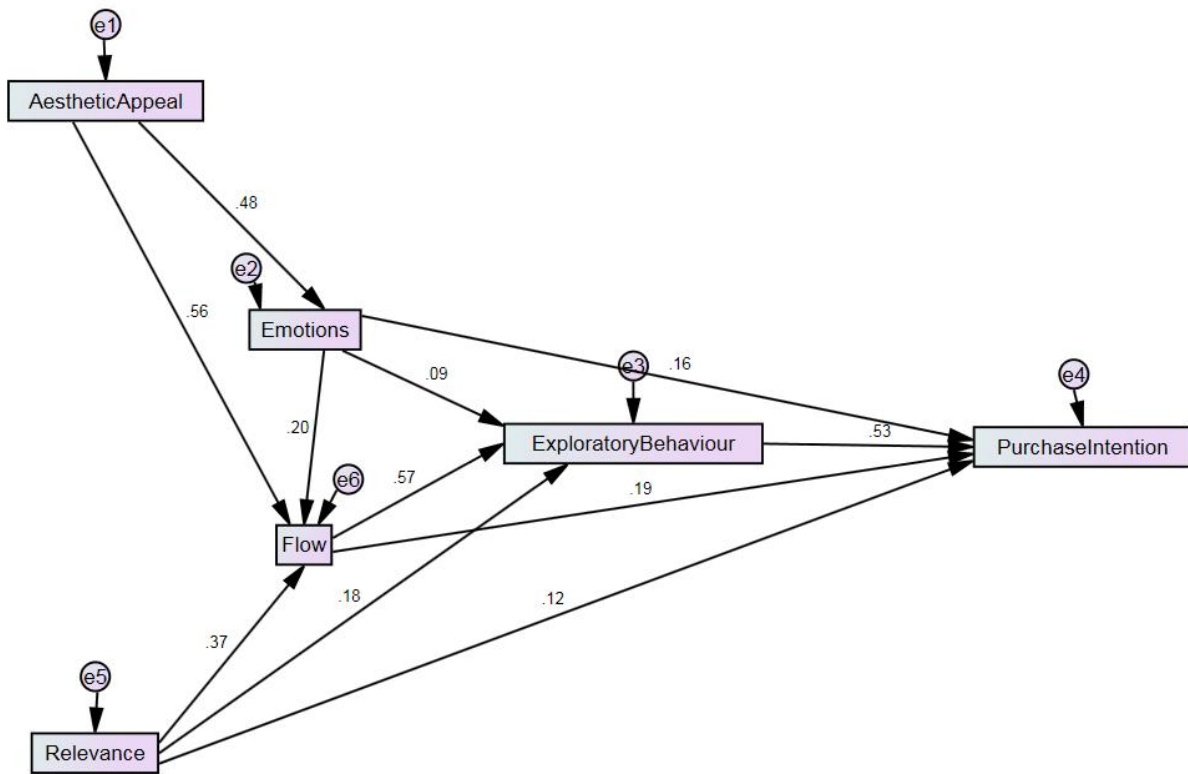 e1
AestheticAppeal
.48
e2
.56
Emotions
.16
e3
e4
.09
.20
ExploratoryBehaviour
.53
PurchaseIntention
e6
.57
.19
Flow
.18
.12
.37
e5
Relevance